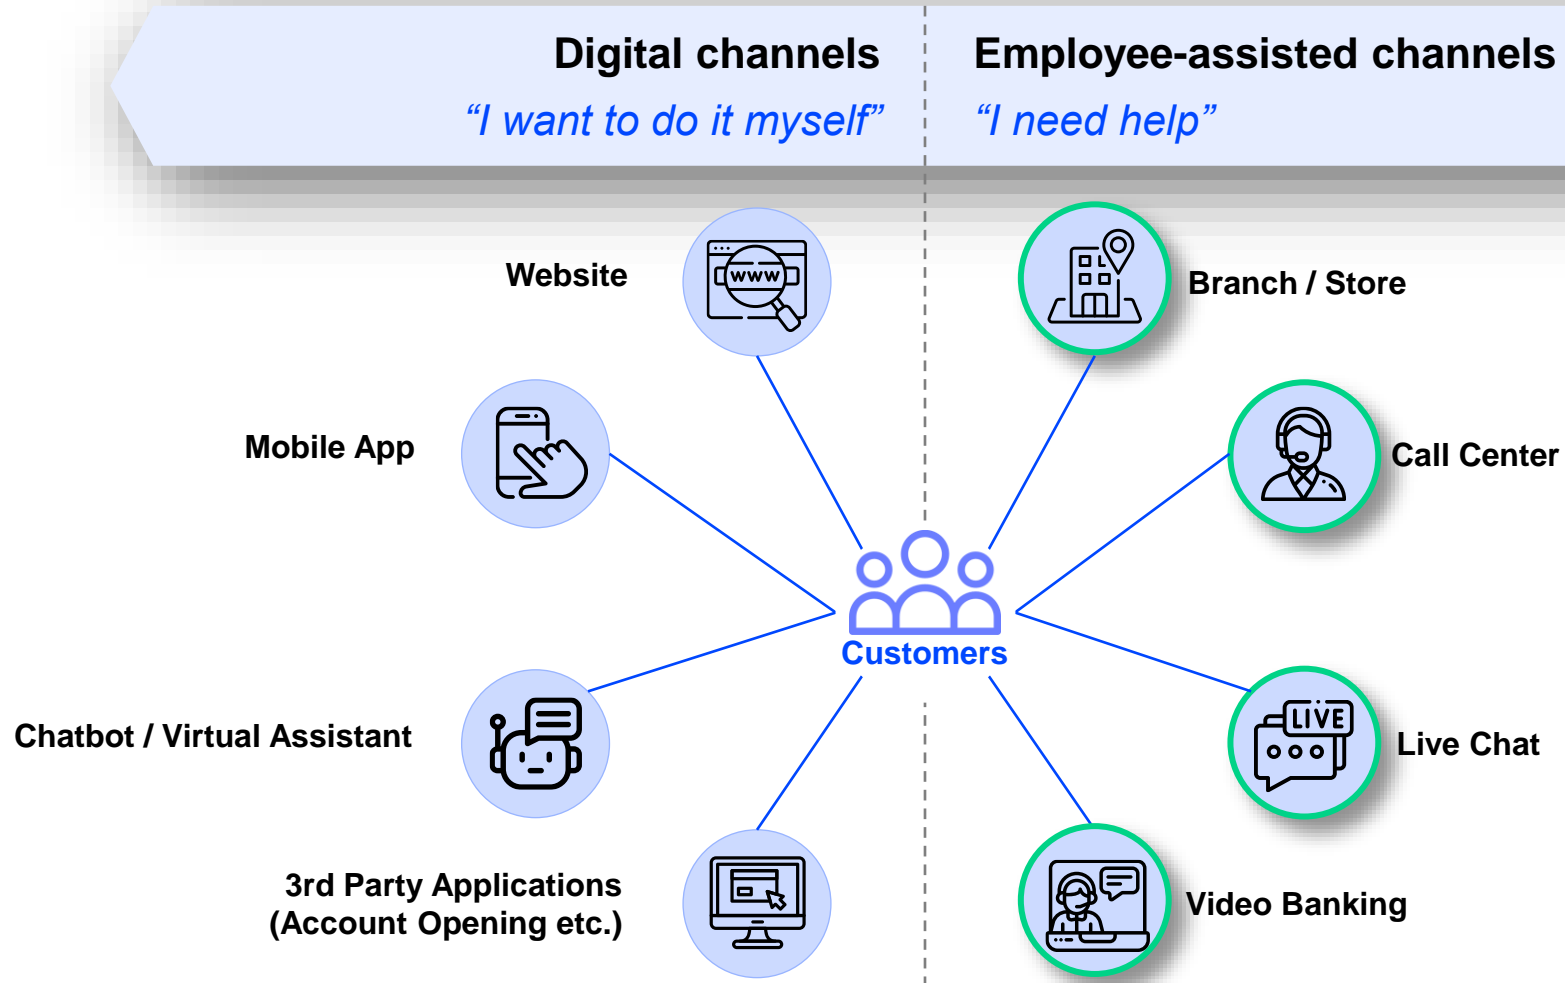 Digital channels
Employee-assisted channels
“I want to do it myself”
“I need help”
Website
www
Branch / Store
Mobile App
Call Center
Customers
Chatbot / Virtual Assistant
LIVE
Live Chat
3rd Party Applications
(Account Opening etc.)
Video Banking